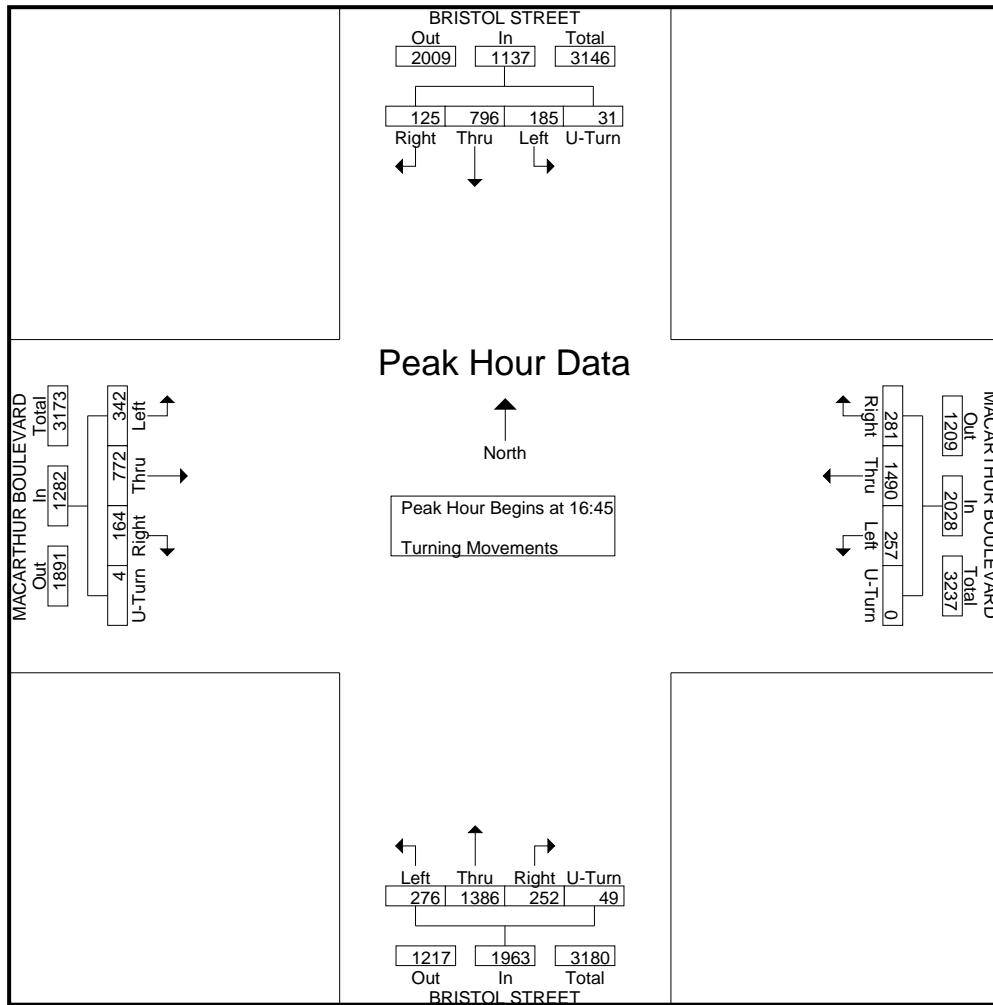 BRISTOL STREET
Out In Total
2009 1137 3146
125 796 185 31
Right Thru Left U-Turn
Peak Hour Data
North
Peak Hour Begins at 16:45
Turning Movements
MACARTHUR BOULEVARD
Total In Out
3173 1282 1891
342 772 164 4
Left Thru Right U-Turn
MACARTHUR BOULEVARD
Out In Total
1209 2028 3237
281 1490 257 0
Right Thru Left U-Turn
Left Thru Right U-Turn
276 1386 252 49
1217 1963 3180
Out In Total
BRISTOL STREET